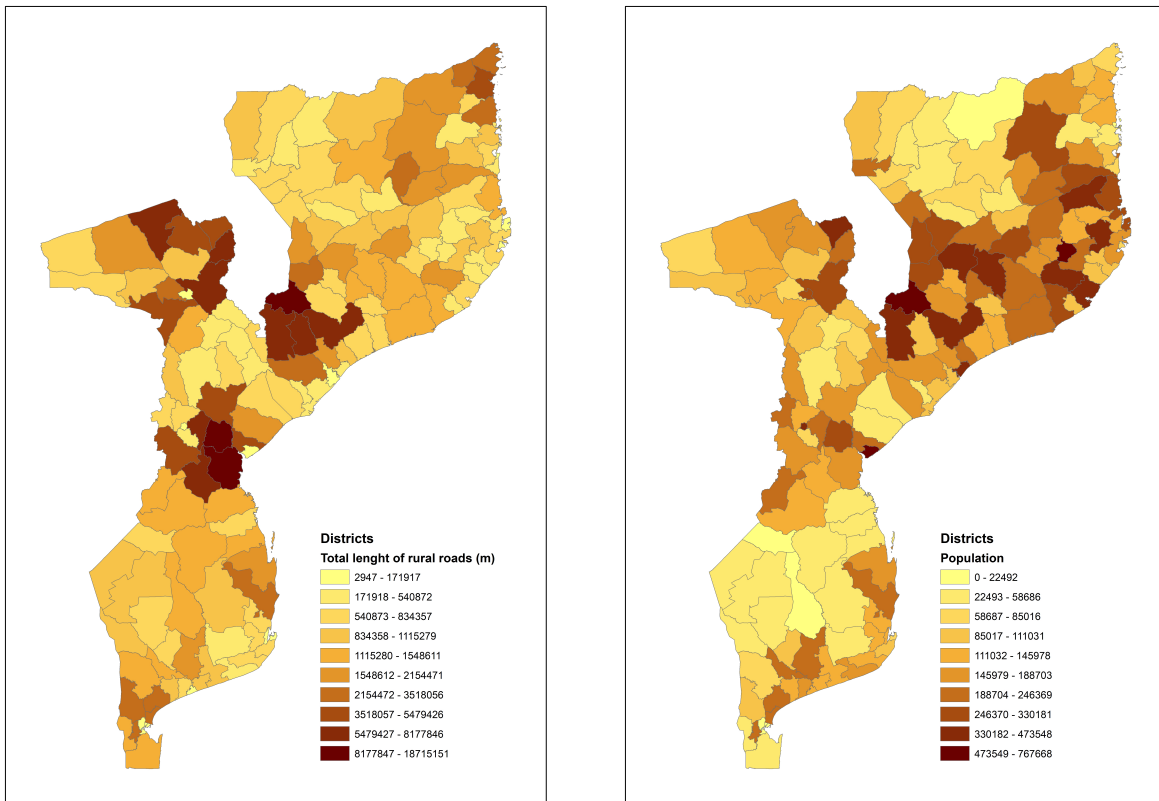 Districts
Total lenght of rural roads (m)
2947 - 171917
171918 - 540872
540873 - 834357
834358 - 1115279
1115280 - 1548611
1548612 - 2154471
2154472 - 3518056
3518057 - 5479426
5479427 - 8177846
8177847 - 18715151
Districts
Population
0 - 22492
22493 - 58686
58687 - 85016
85017 - 111031
111032 - 145978
145979 - 188703
188704 - 246369
246370 - 330181
330182 - 473548
473549 - 767668